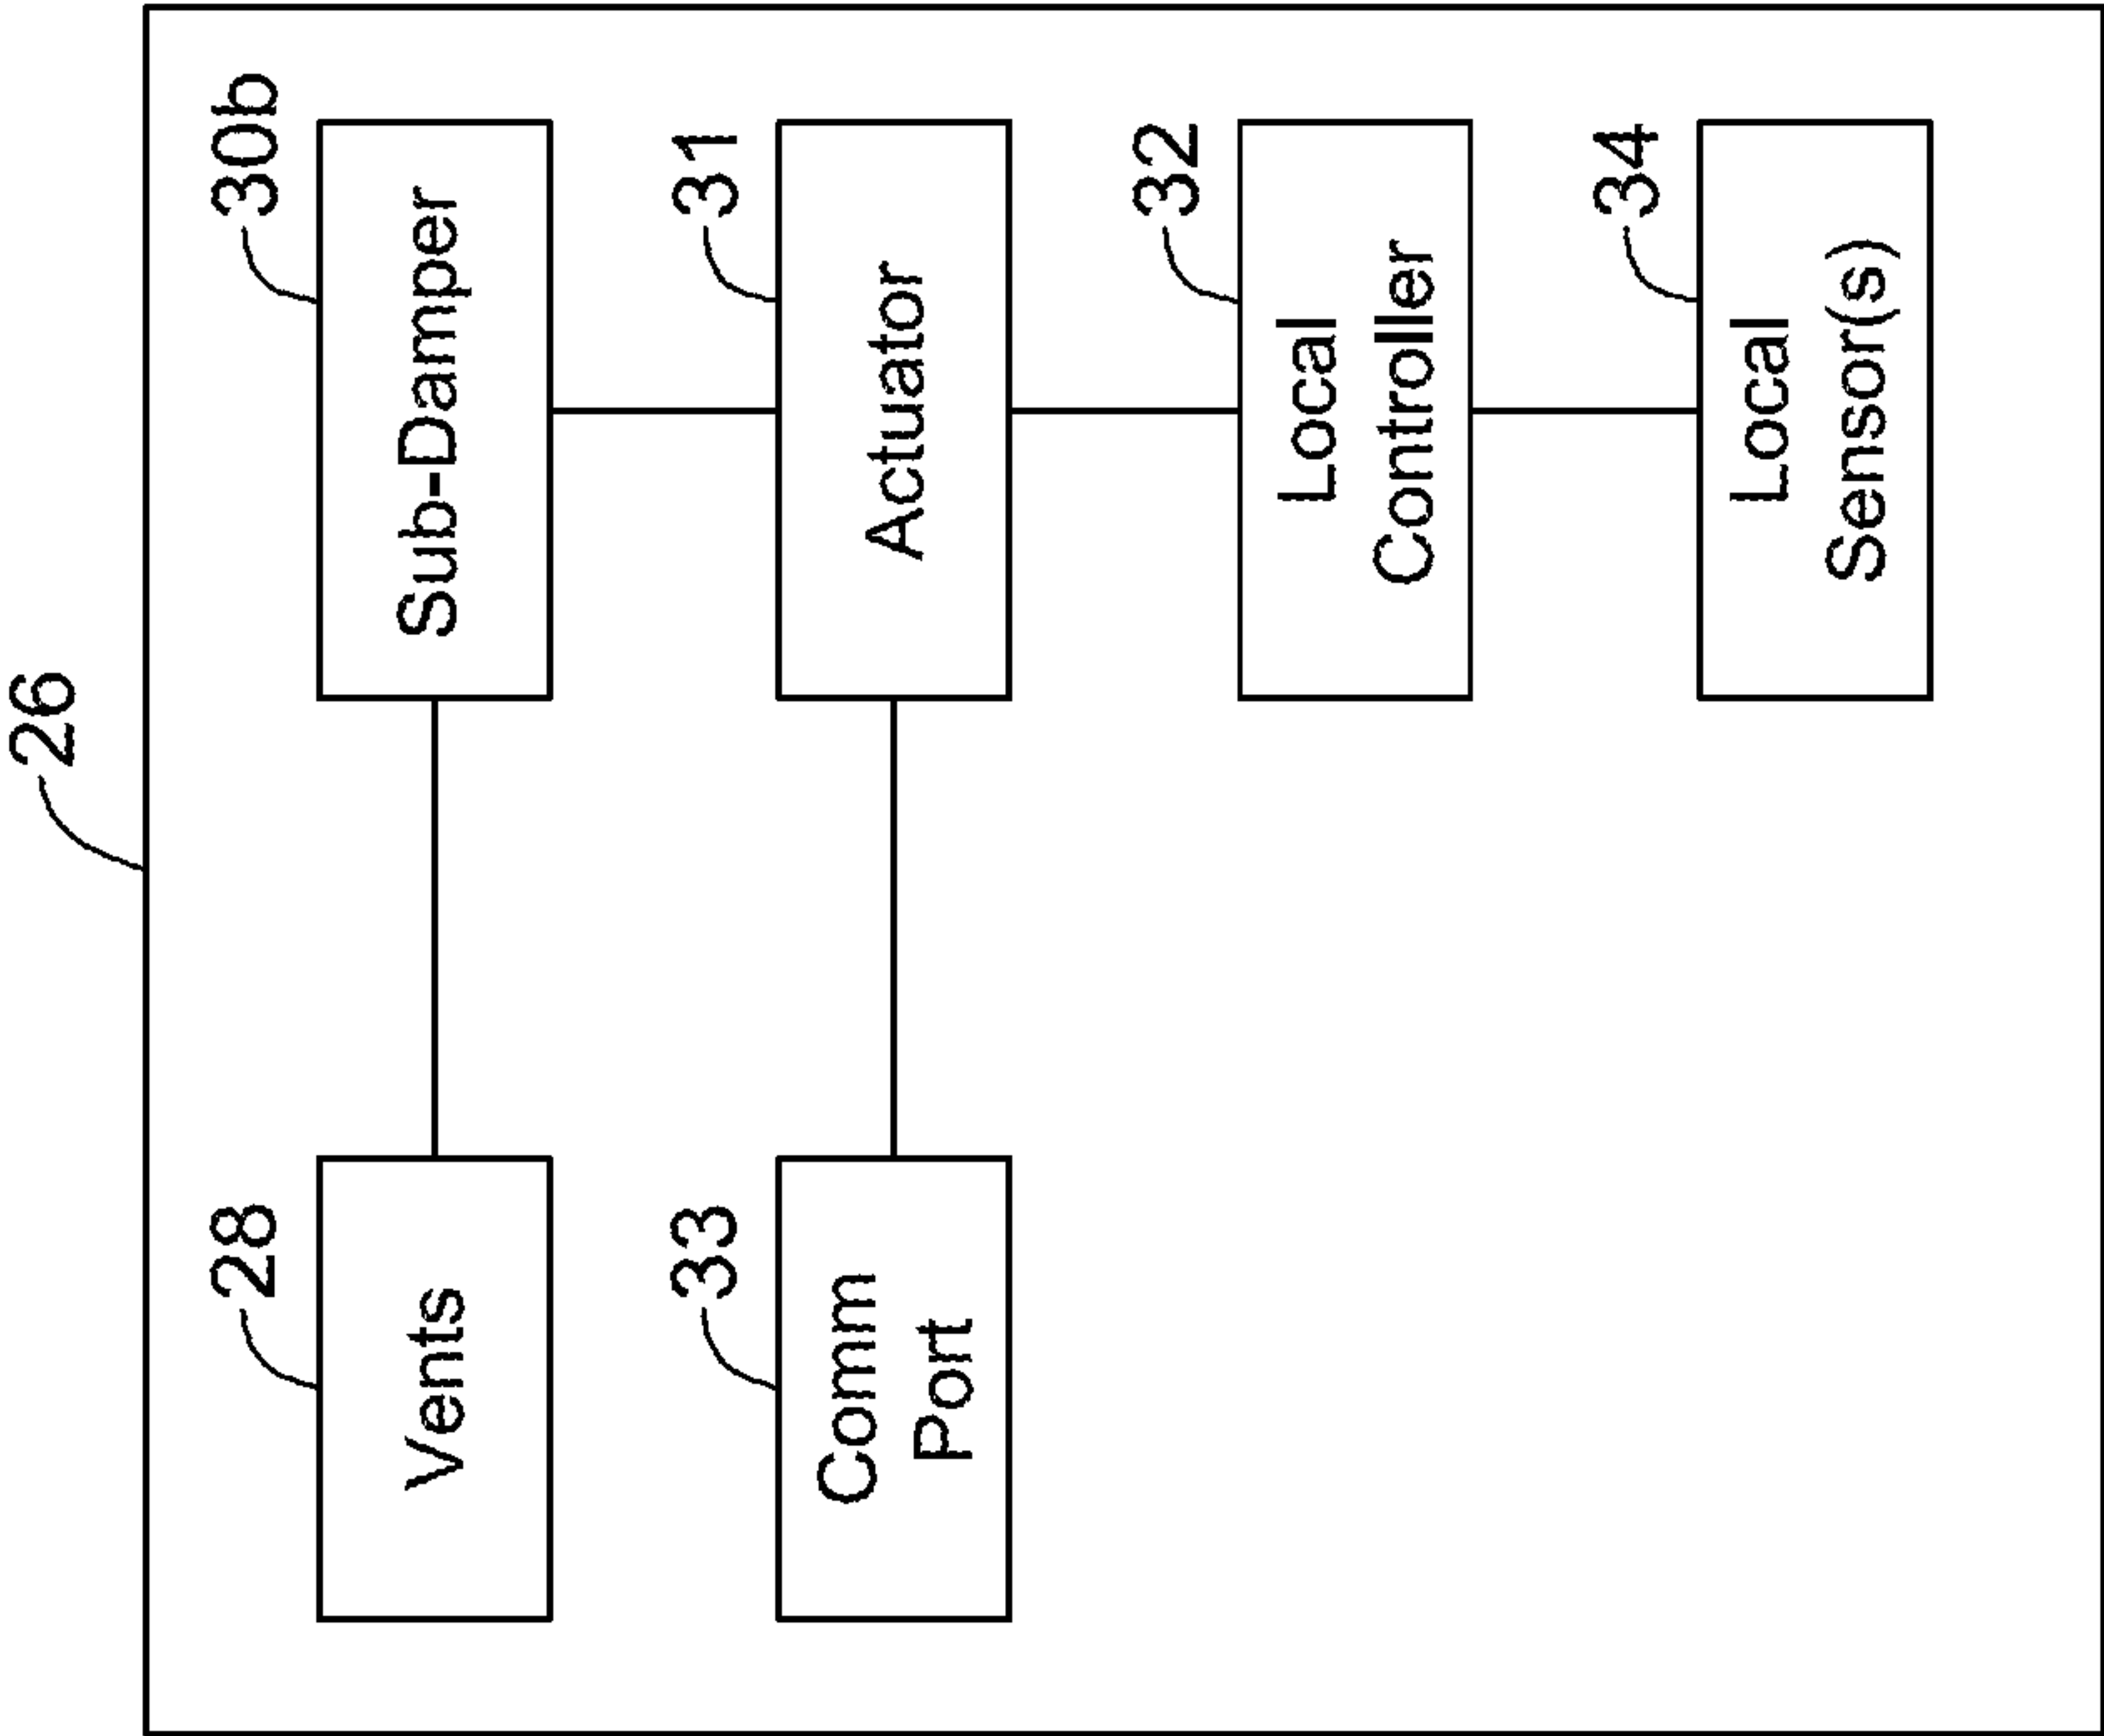 26
28
30b
Vents
Sub-Damper
33
31
Comm
Port
Actuator
32
Local
Controller
34
Local
Sensor(s)